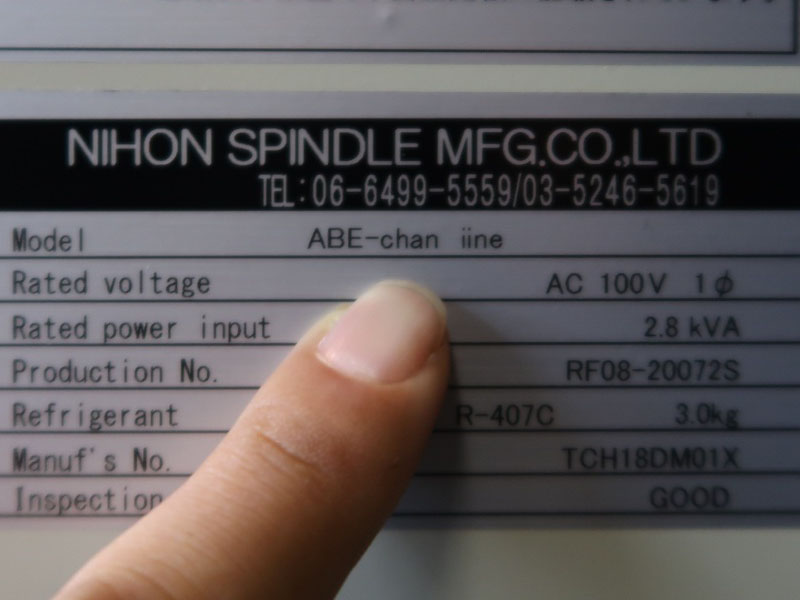 NIHON SPINDLE MFG.CO.,LTD
TEL:06-6499-5559/03-5246-5619
Model ABE-chan iine
Rated voltage AC 100V 1ϕ
Rated power input 2.8 kVA
Production No. RF08-20072S
Refrigerant R-407C 3.0kg
Manuf's No. TCH18DM01X
Inspection GOOD